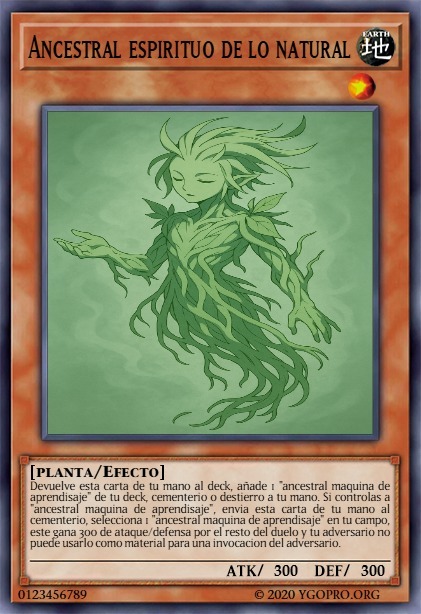 Ancestral espirituo de lo natural
EARTH
地
[Planta/Efecto]
Devuelve esta carta de tu mano al deck, añade 1 "ancestral maquina de
aprendisaje" de tu deck, cementerio o destierro a tu mano. Si controlas a
"ancestral maquina de aprendisaje", envia esta carta de tu mano al
cementerio, selecciona 1 "ancestral maquina de aprendisaje" en tu campo,
este gana 300 de ataque/defensa por el resto del duelo y tu adversario no
puede usarlo como material para una invocacion del adversario.
ATK/ 300 DEF/ 300
0123456789 © 2020 YGOPRO.ORG